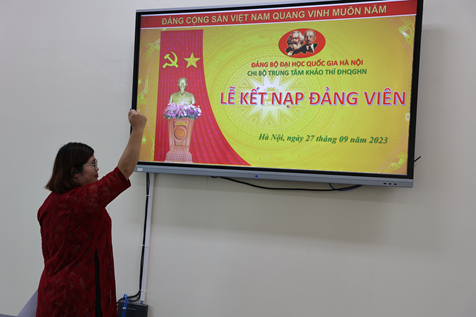 ĐẢNG CỘNG SẢN VIỆT NAM QUANG VINH MUÔN NĂM
ĐẢNG BỘ ĐẠI HỌC QUỐC GIA HÀ NỘI
CHI BỘ TRUNG TÂM KHẢO THÍ ĐHQGHN
LỄ KẾT NẠP ĐẢNG VIÊN
Hà Nội, ngày 27 tháng 09 năm 2023